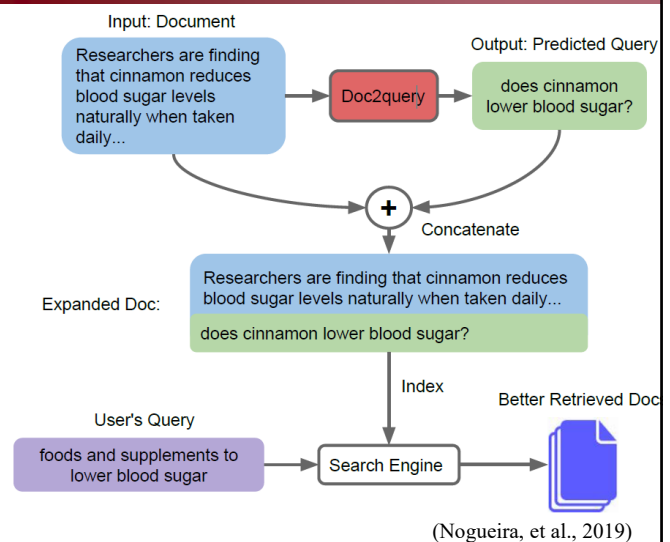 Input: Document
Researchers are finding
that cinnamon reduces
blood sugar levels
naturally when taken
daily...
Doc2query
Output: Predicted Query
does cinnamon
lower blood sugar?
+
Concatenate
Expanded Doc:
Researchers are finding that cinnamon reduces
blood sugar levels naturally when taken daily...
does cinnamon lower blood sugar?
Index
User's Query
foods and supplements to
lower blood sugar
Search Engine
Better Retrieved Doc
(Nogueira, et al., 2019)